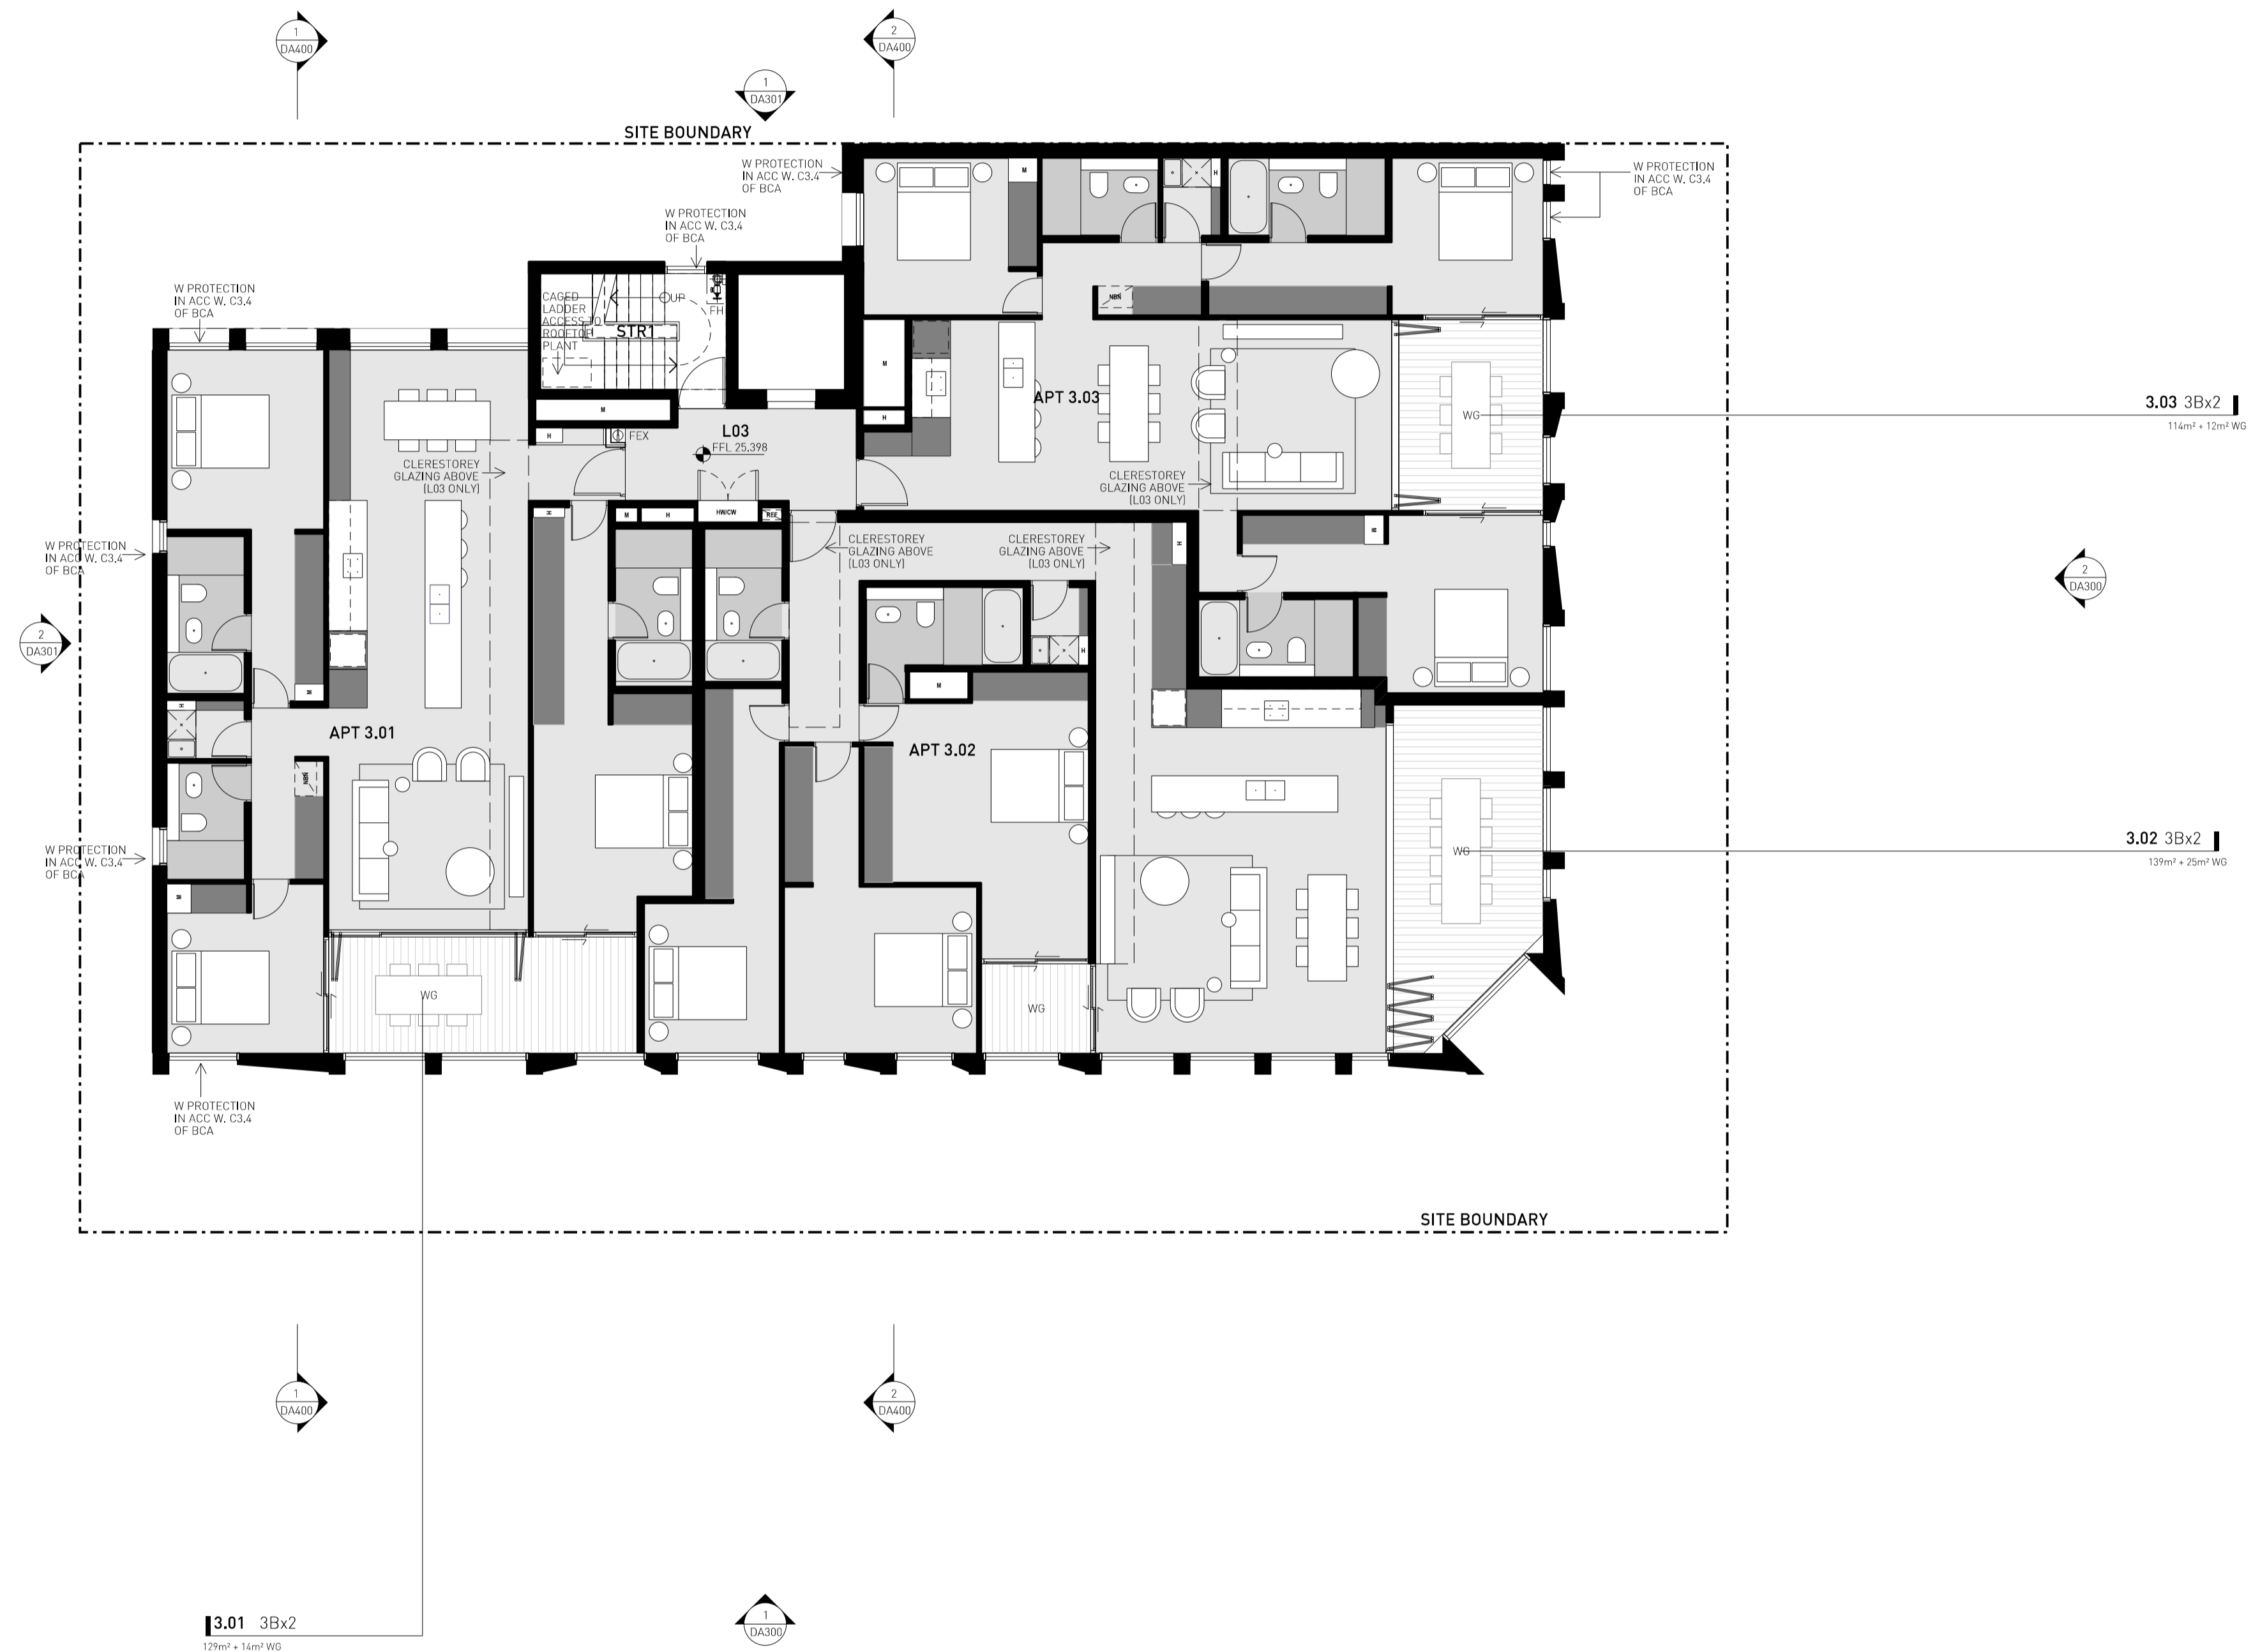 1
DA400
2
DA400
1
DA301
SITE BOUNDARY
W PROTECTION
IN ACC W. C3.4
OF BCA
W PROTECTION
IN ACC W. C3.4
OF BCA
W PROTECTION
IN ACC W. C3.4
OF BCA
W PROTECTION
IN ACC W. C3.4
OF BCA
M
H
CAGED
LADDER
ACCESS TO
ROOFTOP
PLANT
UP
FH
STR1
NBN
M
M
H
H
FEX
L03
FFL 25.398
APT 3.03
WG
3.03 3Bx2
114m² + 12m² WG
CLERESTOREY
GLAZING ABOVE
(L03 ONLY)
CLERESTOREY
GLAZING ABOVE
(L03 ONLY)
H
M
H
HW/CW
REF
CLERESTOREY
GLAZING ABOVE
(L03 ONLY)
CLERESTOREY
GLAZING ABOVE
(L03 ONLY)
H
M
W PROTECTION
IN ACC W. C3.4
OF BCA
2
DA301
2
DA300
H
M
M
H
APT 3.01
APT 3.02
NBN
WG
3.02 3Bx2
139m² + 25m² WG
W PROTECTION
IN ACC W. C3.4
OF BCA
M
WG
WG
W PROTECTION
IN ACC W. C3.4
OF BCA
SITE BOUNDARY
1
DA400
2
DA400
3.01 3Bx2
129m² + 14m² WG
1
DA300